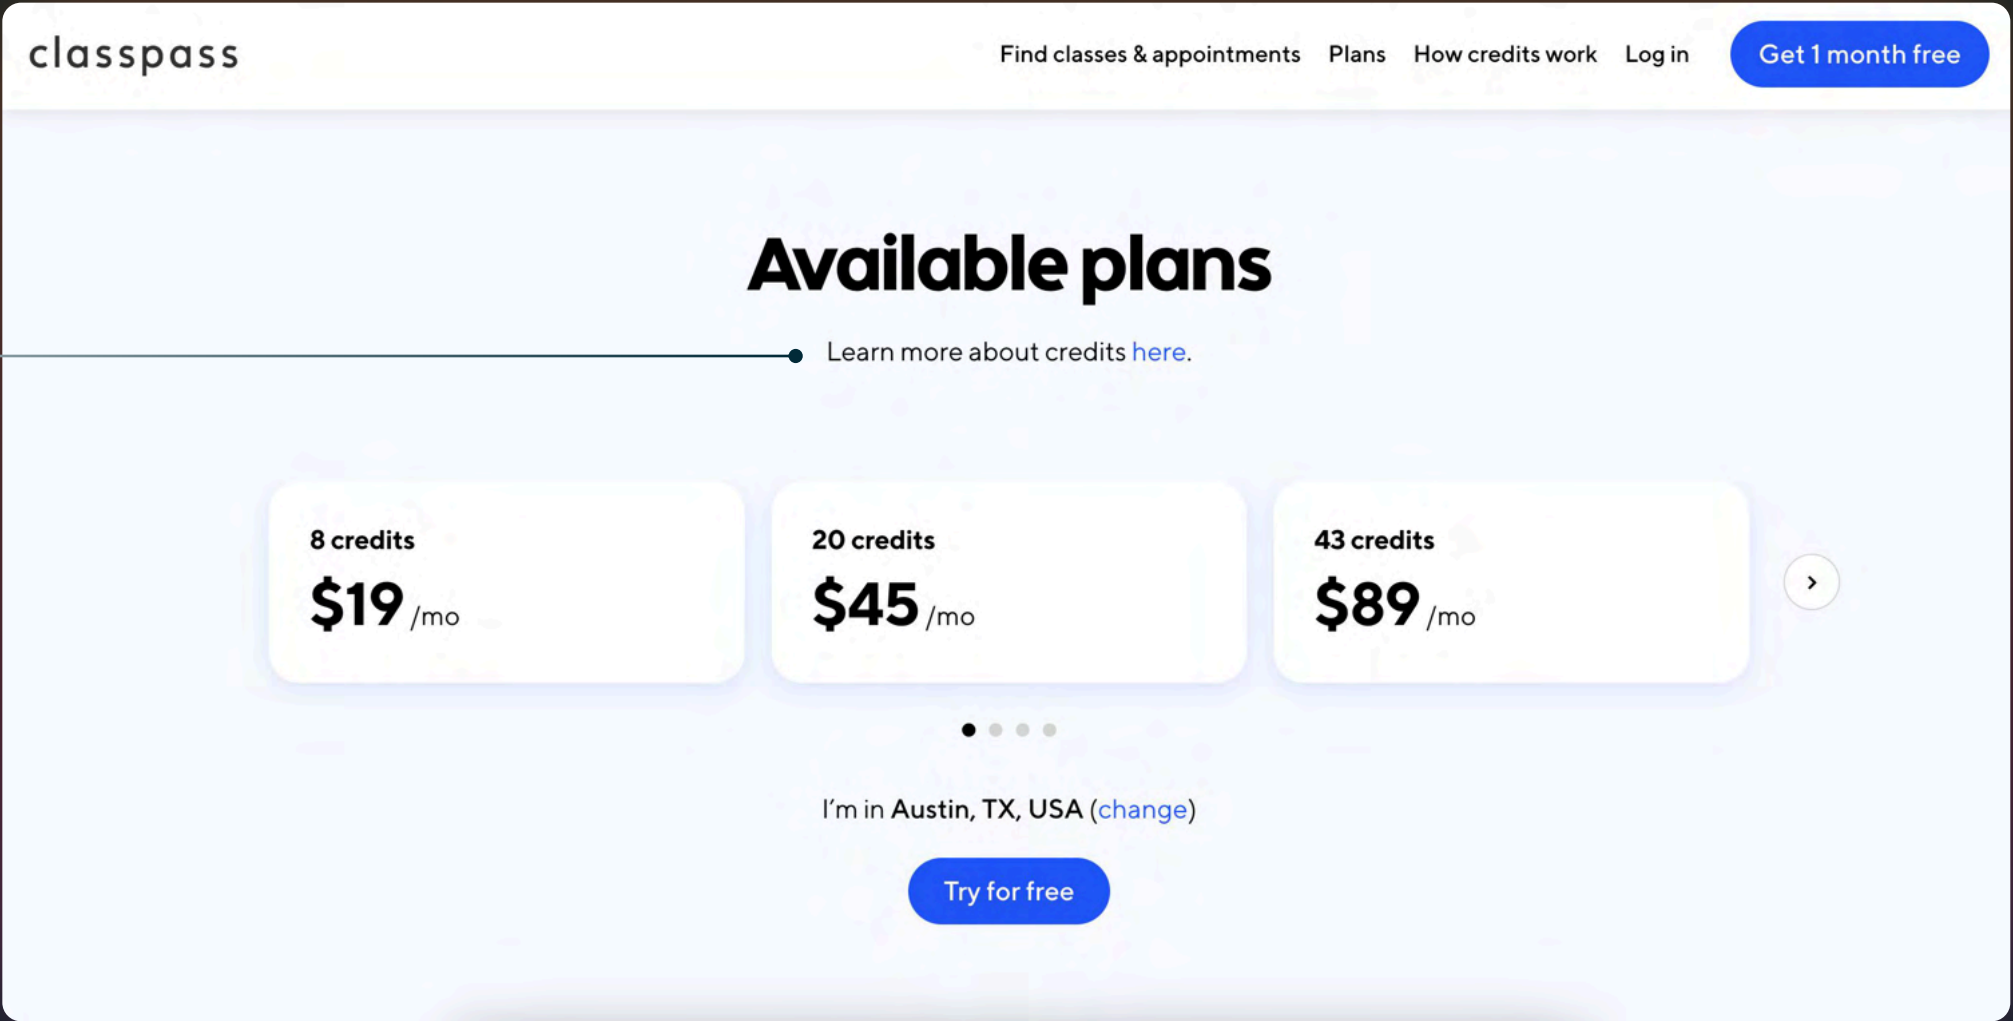 classpass
Find classes & appointments
Plans
How credits work
Log in
Get 1 month free
Available plans
Learn more about credits here.
8 credits
$19 /mo
20 credits
$45 /mo
43 credits
$89 /mo
I'm in Austin, TX, USA (change)
Try for free